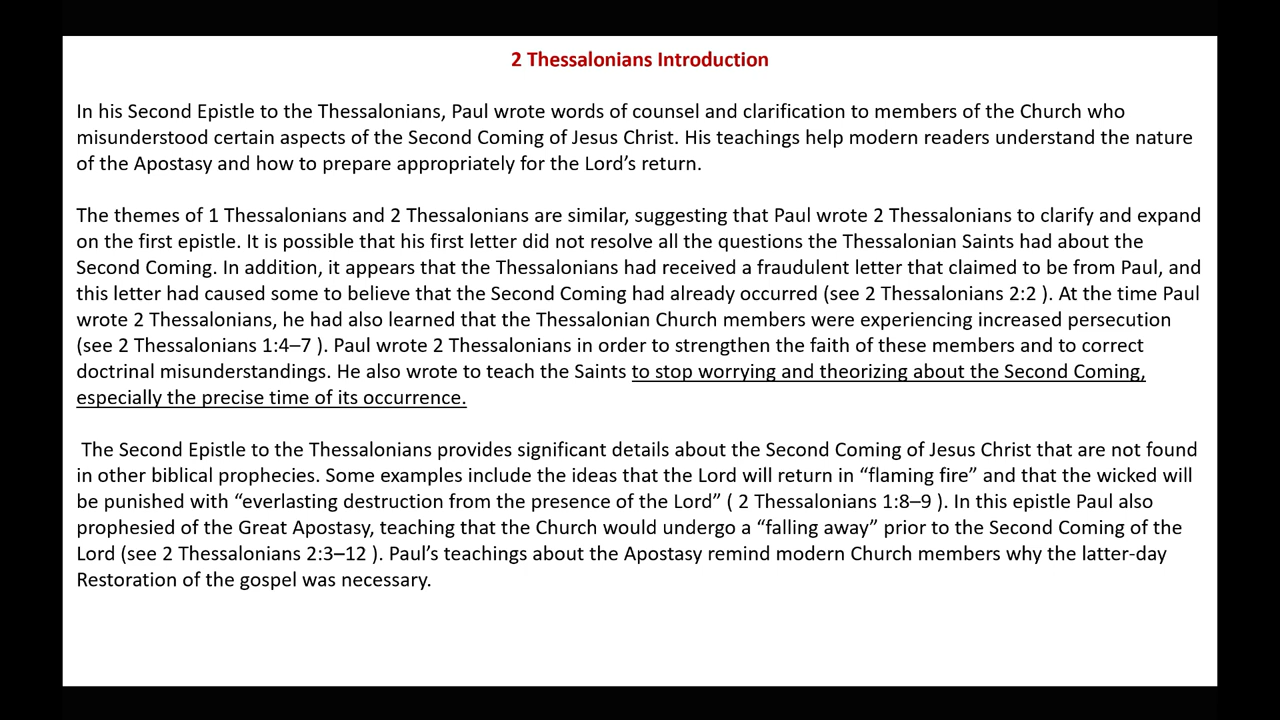 2 Thessalonians Introduction
In his Second Epistle to the Thessalonians, Paul wrote words of counsel and clarification to members of the Church who
misunderstood certain aspects of the Second Coming of Jesus Christ. His teachings help modern readers understand the nature
of the Apostasy and how to prepare appropriately for the Lord’s return.
The themes of 1 Thessalonians and 2 Thessalonians are similar, suggesting that Paul wrote 2 Thessalonians to clarify and expand
on the first epistle. It is possible that his first letter did not resolve all the questions the Thessalonian Saints had about the
Second Coming. In addition, it appears that the Thessalonians had received a fraudulent letter that claimed to be from Paul, and
this letter had caused some to believe that the Second Coming had already occurred (see 2 Thessalonians 2:2 ). At the time Paul
wrote 2 Thessalonians, he had also learned that the Thessalonian Church members were experiencing increased persecution
(see 2 Thessalonians 1:4–7 ). Paul wrote 2 Thessalonians in order to strengthen the faith of these members and to correct
doctrinal misunderstandings. He also wrote to teach the Saints to stop worrying and theorizing about the Second Coming,
especially the precise time of its occurrence.
The Second Epistle to the Thessalonians provides significant details about the Second Coming of Jesus Christ that are not found
in other biblical prophecies. Some examples include the ideas that the Lord will return in “flaming fire” and that the wicked will
be punished with “everlasting destruction from the presence of the Lord” ( 2 Thessalonians 1:8–9 ). In this epistle Paul also
prophesied of the Great Apostasy, teaching that the Church would undergo a “falling away” prior to the Second Coming of the
Lord (see 2 Thessalonians 2:3–12 ). Paul’s teachings about the Apostasy remind modern Church members why the latter-day
Restoration of the gospel was necessary.